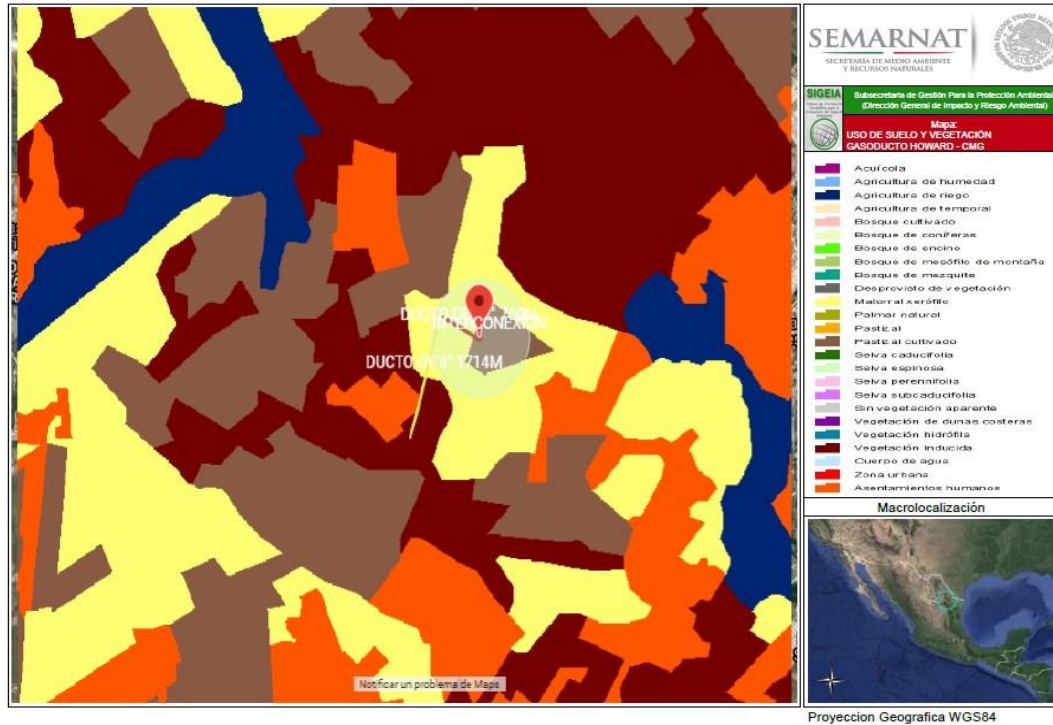 SEMARNAT
SECRETARÍA DE MEDIO AMBIENTE
Y RECURSOS NATURALES
SIGEIA
Subsecretaría de Gestión Para la Protección Ambiental
(Dirección General de Impacto y Riesgo Ambiental)
Mapa:
USO DE SUELO Y VEGETACIÓN
GASODUCTO HOWARD - CMG
Acuícola
Agricultura de humedad
Agricultura de riego
Agricultura de temporal
Bosque cultivado
Bosque de coníferas
Bosque de encino
Bosque de mesófilo de montaña
Bosque de mezquite
Desprovisto de vegetación
Matorral xerófilo
Palmar natural
Pastizal
Pastizal cultivado
Selva caducifolia
Selva espinosa
Selva perennifolia
Selva subcaducifolia
Sin vegetación aparente
Vegetación de dunas costeras
Vegetación hidrófila
Vegetación inducida
Cuerpo de agua
Zona urbana
Asentamientos humanos
INTERCONEXIÓN
DUCTO DE 8" 1214M
Notificar un problema de Maps
Macrolocalización
Proyeccion Geografica WGS84